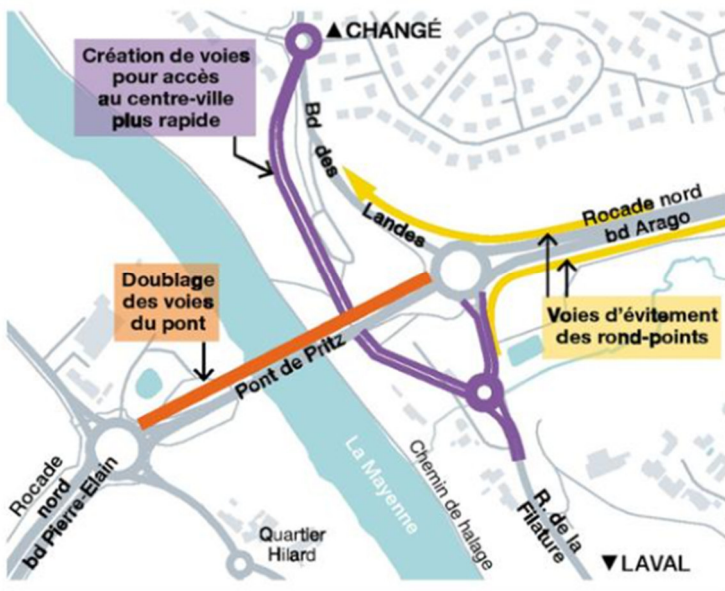 ▲CHANGÉ
Création de voies
pour accès
au centre-ville
plus rapide
Bd des
Landes
Rocade nord
bd Arago
Doublage
des voies
du pont
Voies d'évitement
des rond-points
Pont de Pritz
La Mayenne
Chemin de halage
Rocade
nord
bd Pierre-Elain
Quartier
Hilard
R. de la
Filature
▼LAVAL